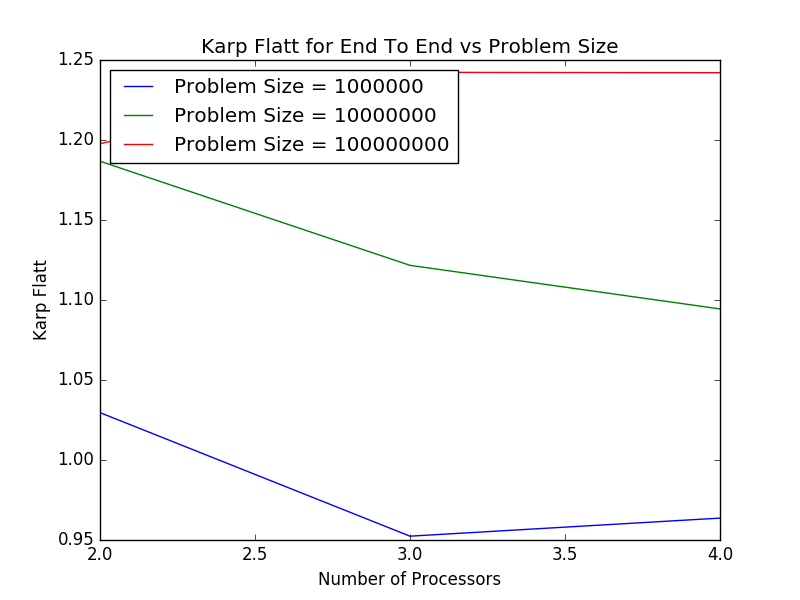 Karp Flatt for End To End vs Problem Size
1.25
1.20
1.15
1.10
1.05
1.00
0.95
Karp Flatt
Problem Size = 1000000
Problem Size = 10000000
Problem Size = 100000000
2.0 2.5 3.0 3.5 4.0
Number of Processors